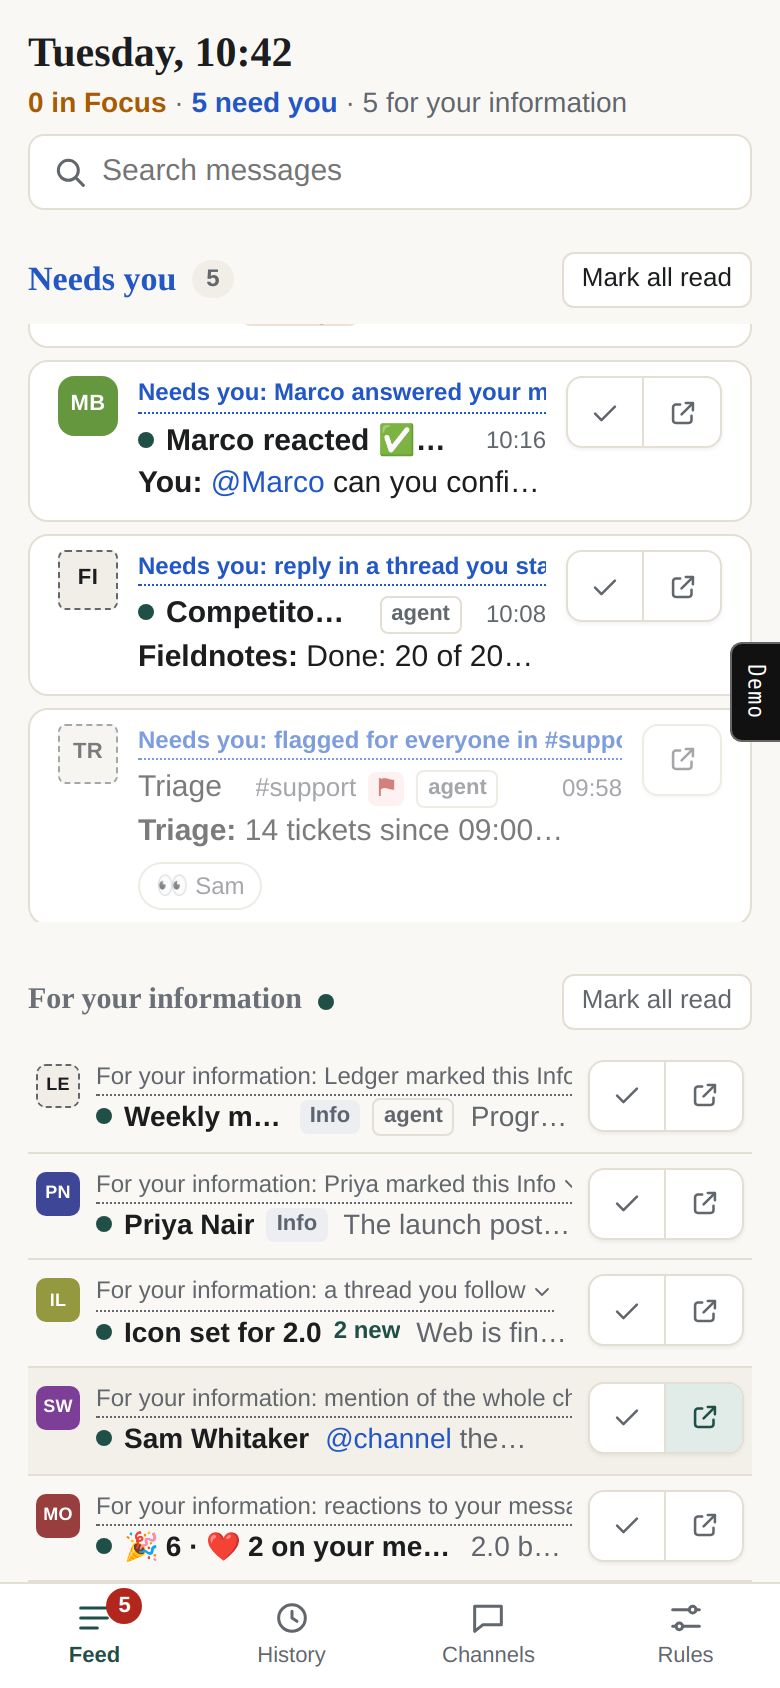 Tuesday, 10:42
0 in Focus · 5 need you · 5 for your information
Search messages
Needs you 5 Mark all read
MB Needs you: Marco answered your m
Marco reacted ✅… 10:16
You: @Marco can you confi…
FI Needs you: reply in a thread you sta
Competito… agent 10:08
Fieldnotes: Done: 20 of 20…
Demo
TR Needs you: flagged for everyone in #suppo
Triage #support agent 09:58
Triage: 14 tickets since 09:00…
👀 Sam
For your information Mark all read
LE For your information: Ledger marked this Info
Weekly m… Info agent Progr…
PN For your information: Priya marked this Info
Priya Nair Info The launch post…
IL For your information: a thread you follow
Icon set for 2.0 2 new Web is fin…
SW For your information: mention of the whole ch
Sam Whitaker @channel the…
MO For your information: reactions to your messa
🎉 6 · ❤️ 2 on your me… 2.0 b…
5
Feed History Channels Rules